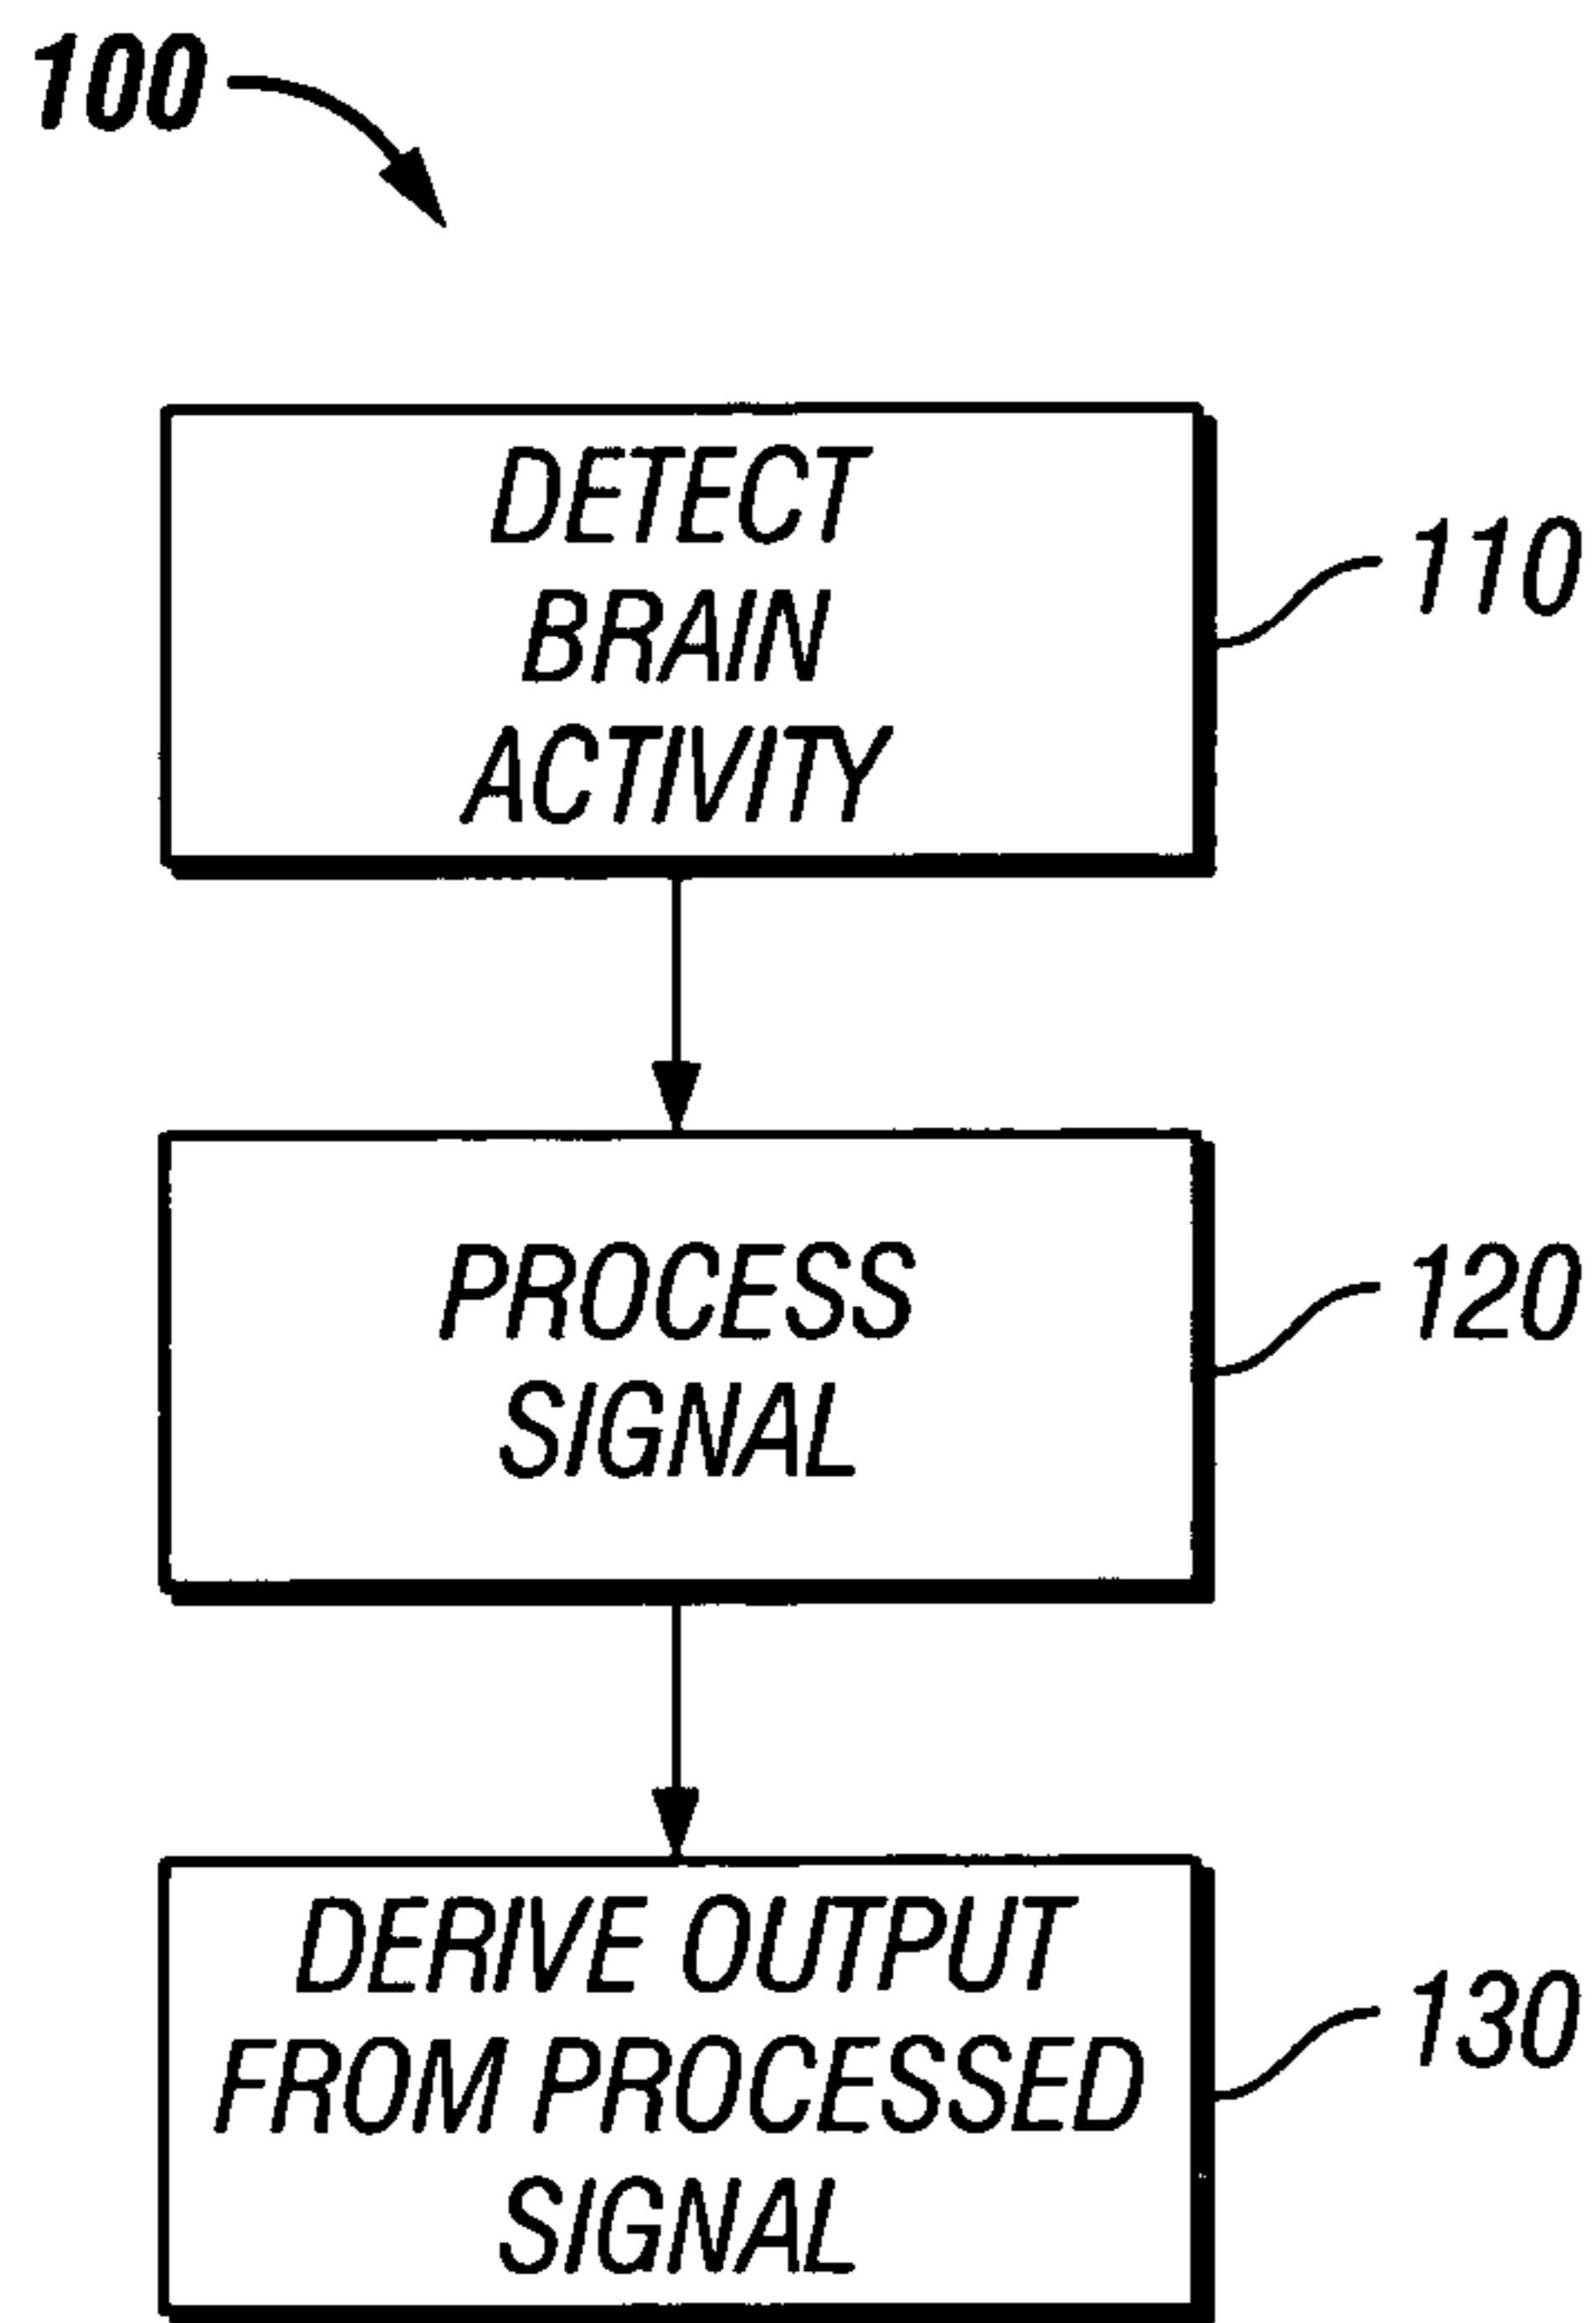 100
DETECT
BRAIN
ACTIVITY
110
PROCESS
SIGNAL
120
DERIVE OUTPUT
FROM PROCESSED
SIGNAL
130